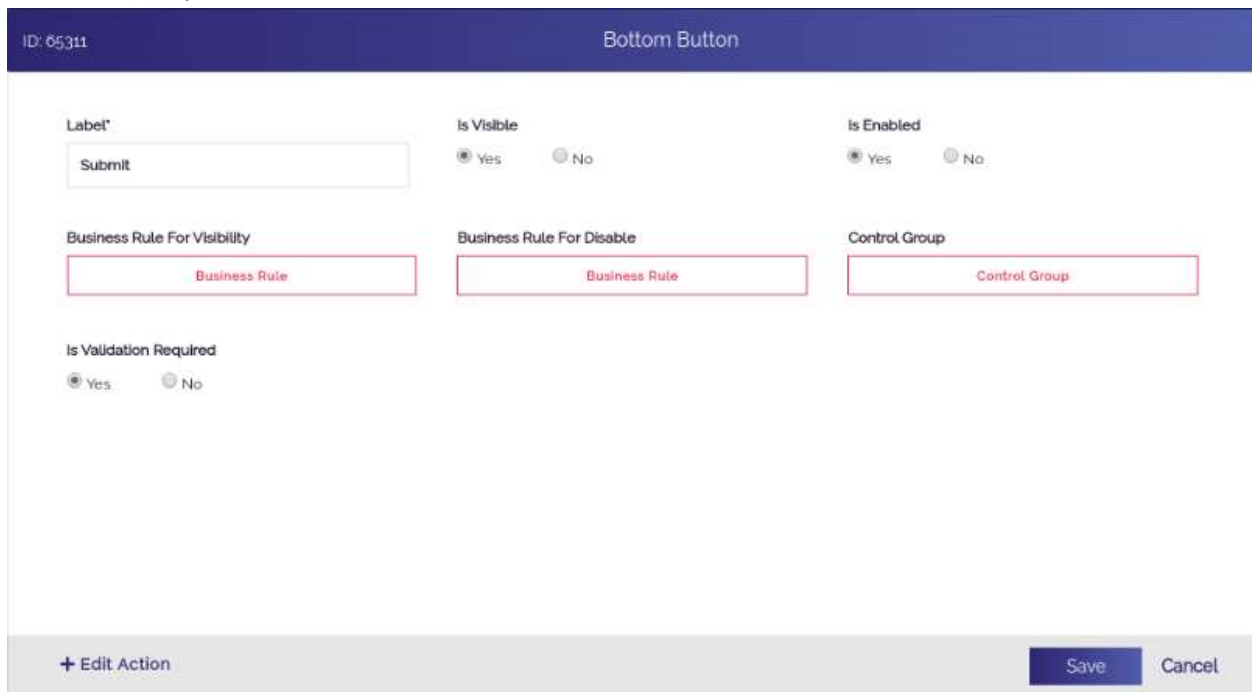 ID: 65311 Bottom Button
Label* Is Visible Is Enabled
Submit Yes No Yes No
Business Rule For Visibility Business Rule For Disable Control Group
Business Rule Business Rule Control Group
Is Validation Required
Yes No
+ Edit Action Save Cancel